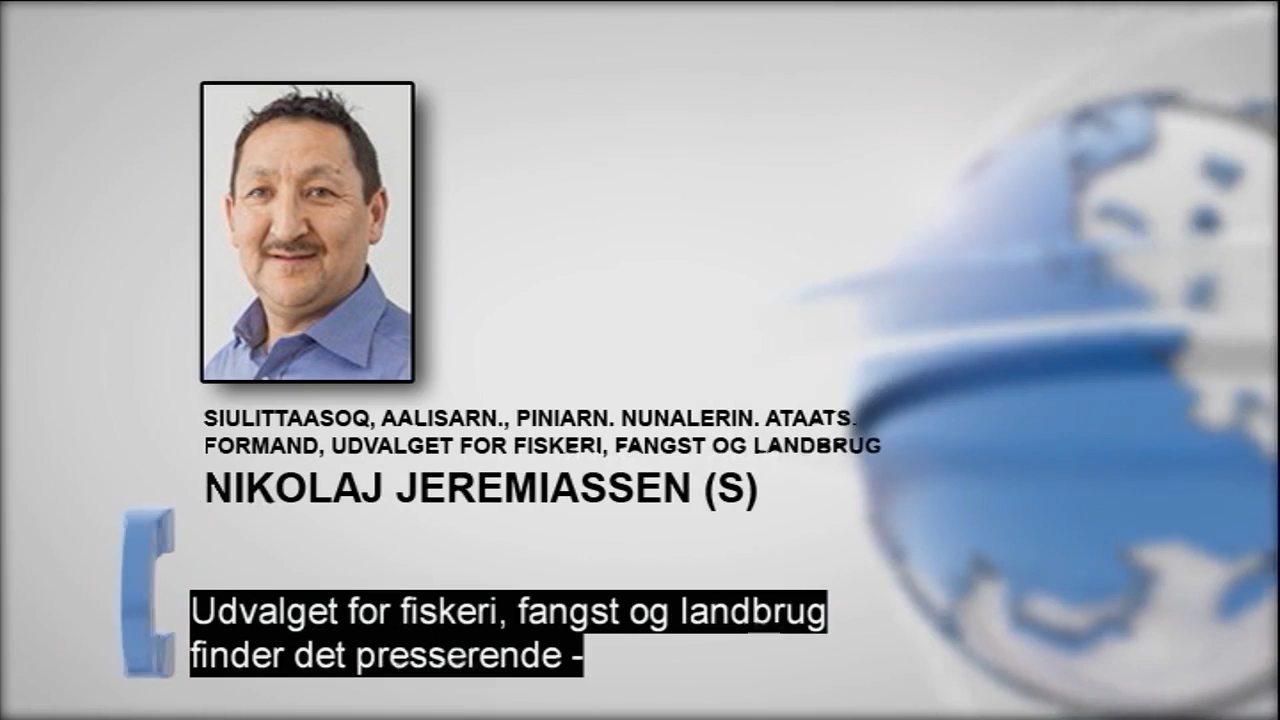 SIULITTAASOQ, AALISARN., PINIARN. NUNALERIN. ATAATS.
FORMAND, UDVALGET FOR FISKERI, FANGST OG LANDBRUG
NIKOLAJ JEREMIASSEN (S)
Udvalget for fiskeri, fangst og landbrug
finder det presserende -